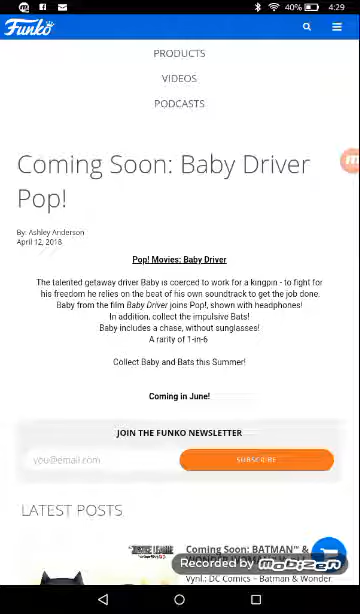 40% 4:29
Funko
PRODUCTS
VIDEOS
PODCASTS
Coming Soon: Baby Driver
Pop!
By: Ashley Anderson
April 12, 2018
Pop! Movies: Baby Driver
The talented getaway driver Baby is coerced to work for a kingpin - to fight for
his freedom he relies on the beat of his own soundtrack to get the job done.
Baby from the film Baby Driver joins Pop!, shown with headphones!
In addition, collect the impulsive Bats!
Baby includes a chase, without sunglasses!
A rarity of 1-in-6
Collect Baby and Bats this Summer!
Coming in June!
JOIN THE FUNKO NEWSLETTER
you@email.com SUBSCRIBE
LATEST POSTS
JUSTICE LEAGUE
Coming Soon: BATMAN™ &
Recorded by mobizen
Vynl.: DC Comics – Batman & Wonder